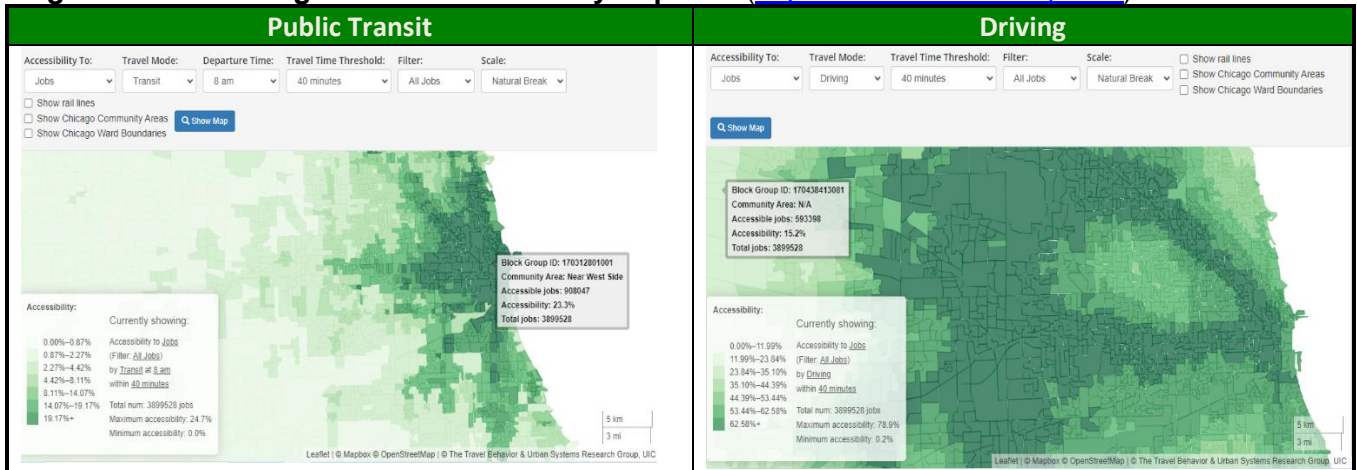 Public Transit
Driving
Accessibility To: Travel Mode: Departure Time: Travel Time Threshold: Filter: Scale:
Jobs Transit 8 am 40 minutes All Jobs Natural Break
Show rail lines
Show Chicago Community Areas
Show Map
Show Chicago Ward Boundaries
Block Group ID: 170312801001
Community Area: Near West Side
Accessible jobs: 908047
Accessibility: 23.3%
Total jobs: 3899528
Accessibility:
0.00%–0.87%
0.87%–2.27%
2.27%–4.42%
4.42%–8.11%
8.11%–14.07%
14.07%–19.17%
19.17%+
Currently showing:
Accessibility to Jobs
(Filter: All Jobs)
by Transit at 8 am
within 40 minutes
Total num: 3899528 jobs
Maximum accessibility: 24.7%
Minimum accessibility: 0.0%
5 km
3 mi
Leaflet | © Mapbox © OpenStreetMap | © The Travel Behavior & Urban Systems Research Group, UIC
Accessibility To: Travel Mode: Travel Time Threshold: Filter: Scale:
Jobs Driving 40 minutes All Jobs Natural Break
Show rail lines
Show Chicago Community Areas
Show Chicago Ward Boundaries
Show Map
Block Group ID: 170438413081
Community Area: N/A
Accessible jobs: 593398
Accessibility: 15.2%
Total jobs: 3899528
Accessibility:
0.00%–11.99%
11.99%–23.84%
23.84%–35.10%
35.10%–44.39%
44.39%–53.44%
53.44%–62.58%
62.58%+
Currently showing:
Accessibility to Jobs
(Filter: All Jobs)
by Driving
within 40 minutes
Total num: 3899528 jobs
Maximum accessibility: 78.9%
Minimum accessibility: 0.2%
5 km
3 mi
Leaflet | © Mapbox © OpenStreetMap | © The Travel Behavior & Urban Systems Research Group, UIC